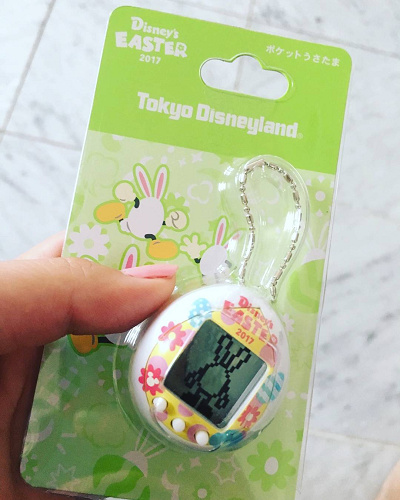 Disney's
EASTER
2017
ポケットうさたま
Tokyo Disneyland®
Disney's
EASTER
2017